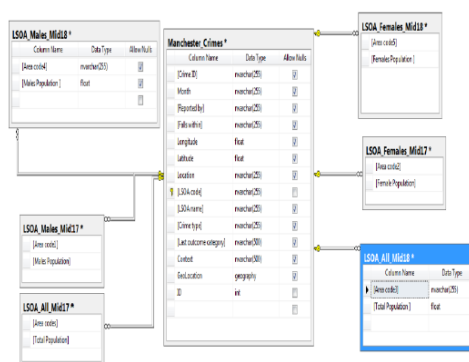 LSOA_Males_Mid18 *
Column Name Data Type Allow Nulls
[Area code4] nvarchar(255)
[Males Population ] float
Manchester_Crimes *
Column Name Data Type Allow Nulls
[Crime ID] nvarchar(255)
Month nvarchar(255)
[Reported by] nvarchar(255)
[Falls within] nvarchar(255)
Longitude float
Latitude float
Location nvarchar(255)
[LSOA code] nvarchar(255)
[LSOA name] nvarchar(255)
[Crime type] nvarchar(255)
[Last outcome category] nvarchar(500)
Context nvarchar(500)
GeoLocation geography
ID int
LSOA_Females_Mid18 *
[Area code5]
[Females Population]
LSOA_Females_Mid17 *
[Area code2]
[Female Population]
LSOA_Males_Mid17 *
[Area code1]
[Males Population]
LSOA_All_Mid17 *
[Area codes]
[Total Population]
LSOA_All_Mid18 *
Column Name Data Type
[Area code3] nvarchar(255)
[Total Population ] float